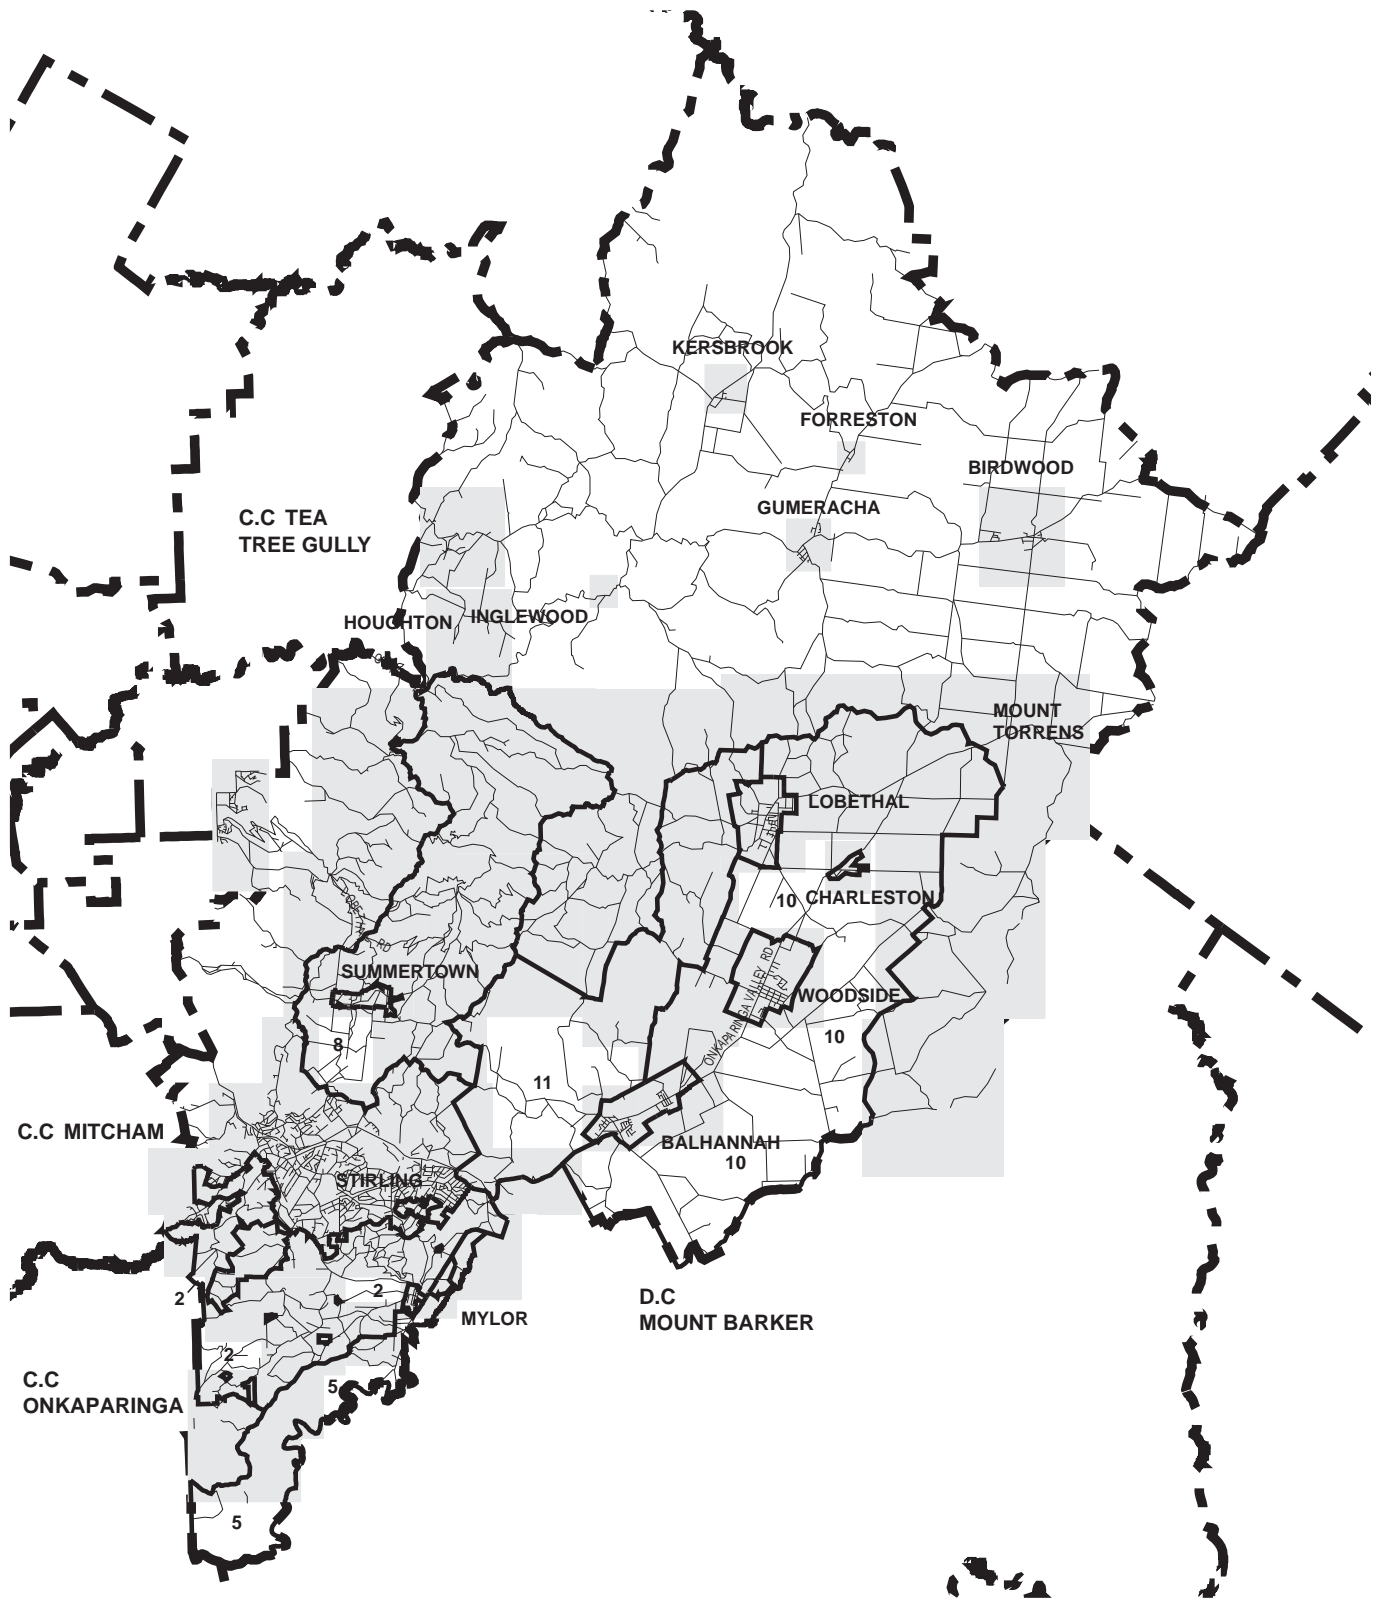 KERSBROOK
FORRESTON
BIRDWOOD
GUMERACHA
C.C TEA
TREE GULLY
HOUGHTON
INGLEWOOD
MOUNT
TORRENS
LOBETHAL
10
CHARLESTON
RD
SUMMERTOWN
ONKAPARINGA VALLEY RD
WOODSIDE
10
8
11
C.C MITCHAM
BALHANNAH
10
STIRLING
2
2
D.C
MOUNT BARKER
MYLOR
2
C.C
ONKAPARINGA
5
5